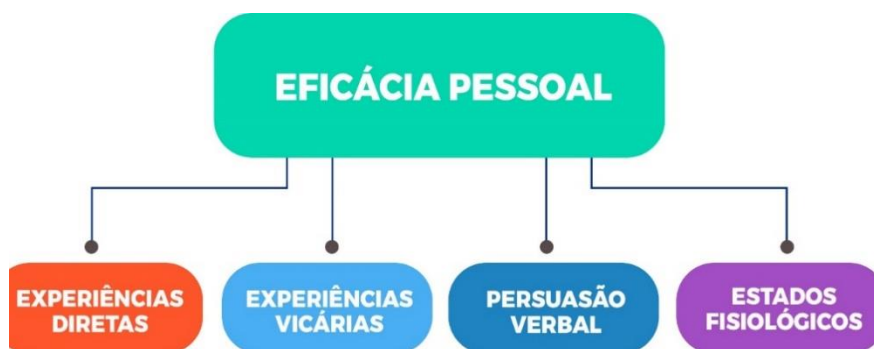 EFICÁCIA PESSOAL
EXPERIÊNCIAS
DIRETAS
EXPERIÊNCIAS
VICÁRIAS
PERSUASÃO
VERBAL
ESTADOS
FISIOLÓGICOS